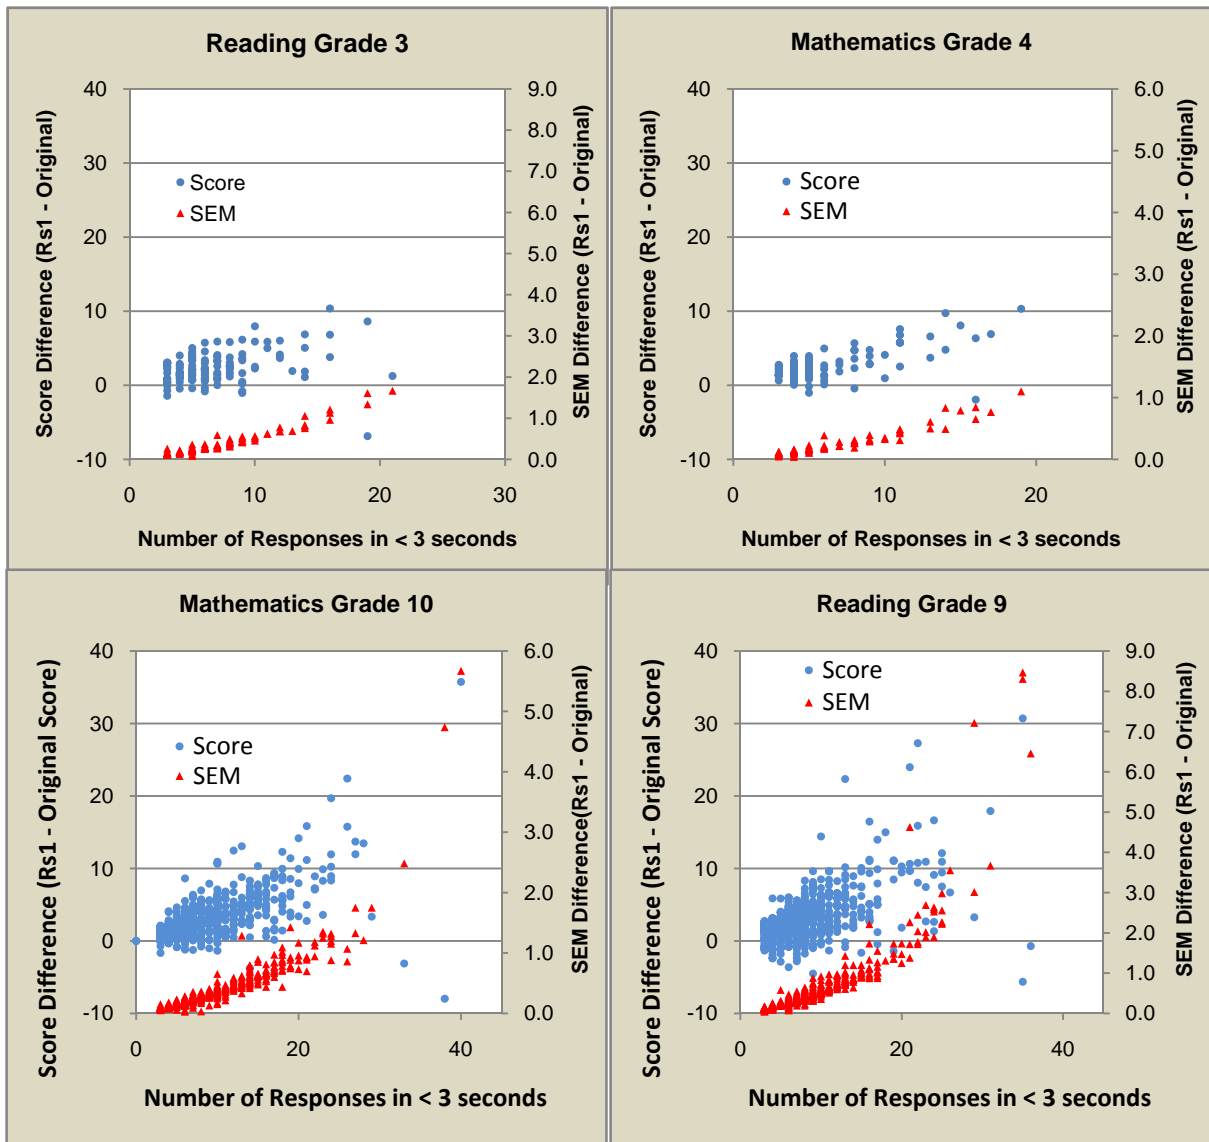 Reading Grade 3
Score Difference (Rs1 - Original)
40
30
20
10
0
-10
9.0
8.0
7.0
6.0
5.0
4.0
3.0
2.0
1.0
0.0
SEM Difference (Rs1 - Original)
Score
SEM
0 10 20 30
Number of Responses in < 3 seconds
Mathematics Grade 4
Score Difference (Rs1 - Original)
40
30
20
10
0
-10
6.0
5.0
4.0
3.0
2.0
1.0
0.0
SEM Difference (Rs1 - Original)
Score
SEM
0 10 20
Number of Responses in < 3 seconds
Mathematics Grade 10
Score Difference (Rs1 - Original Score)
40
30
20
10
0
-10
6.0
5.0
4.0
3.0
2.0
1.0
0.0
SEM Difference(Rs1 - Original)
Score
SEM
0 20 40
Number of Responses in < 3 seconds
Reading Grade 9
Score Difference (Rs1 - Original Score)
40
30
20
10
0
-10
9.0
8.0
7.0
6.0
5.0
4.0
3.0
2.0
1.0
0.0
SEM Difference (Rs1 - Original)
Score
SEM
0 20 40
Number of Responses in < 3 seconds